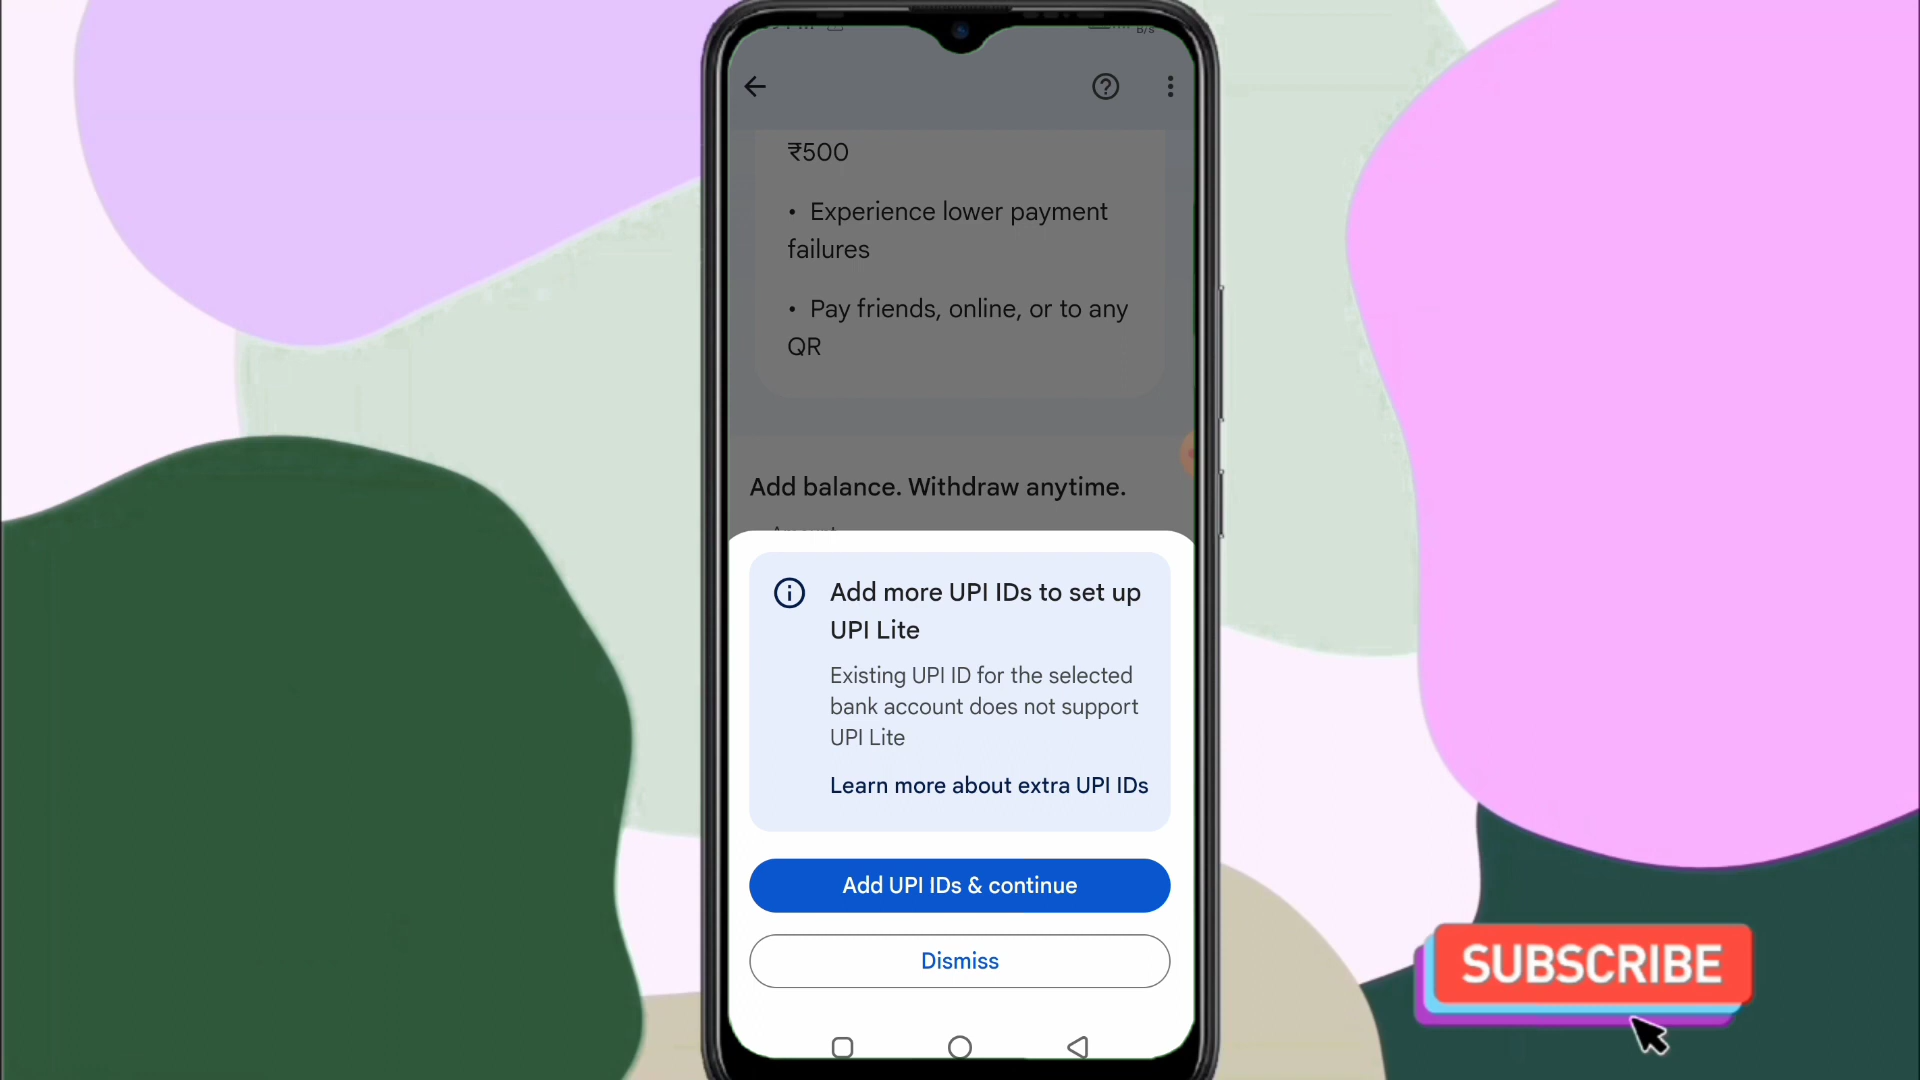 B/s
₹500
• Experience lower payment
failures
• Pay friends, online, or to any
QR
Add balance. Withdraw anytime.
Add more UPI IDs to set up
UPI Lite
Existing UPI ID for the selected
bank account does not support
UPI Lite
Learn more about extra UPI IDs
Add UPI IDs & continue
Dismiss
SUBSCRIBE